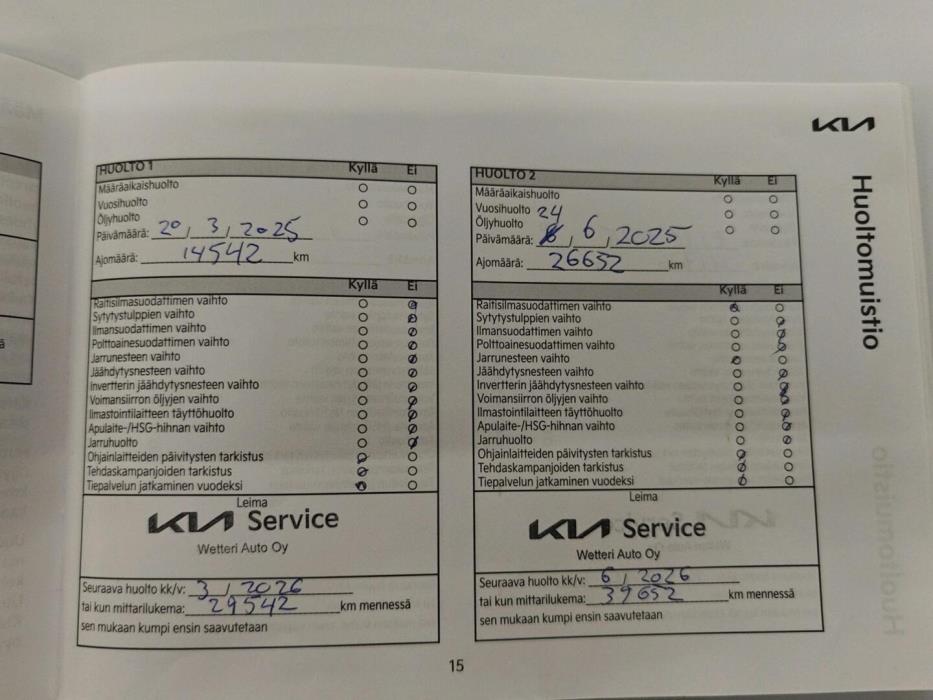 KIA
Huoltomuistio
HUOLTO 1 Kyllä Ei
Määräaikaishuolto
Vuosihuolto
Öljyhuolto
Päivämäärä: 20 / 3 / 2025
Ajomäärä: 14542 km
Kyllä Ei
Raitisilmasuodattimen vaihto
Sytytystulppien vaihto
Ilmansuodattimen vaihto
Polttoainesuodattimen vaihto
Jarrunesteen vaihto
Jäähdytysnesteen vaihto
Invertterin jäähdytysnesteen vaihto
Voimansiirron öljyjen vaihto
Ilmastointilaitteen täyttöhuolto
Apulaite-/HSG-hihnan vaihto
Jarruhuolto
Ohjainlaitteiden päivitysten tarkistus
Tehdaskampanjoiden tarkistus
Tiepalvelun jatkaminen vuodeksi
Leima
KIA Service
Wetteri Auto Oy
Seuraava huolto kk/v: 3 / 2026
tai kun mittarilukema: 29542 km mennessä
sen mukaan kumpi ensin saavutetaan
HUOLTO 2 Kyllä Ei
Määräaikaishuolto
Vuosihuolto
Öljyhuolto 24
Päivämäärä: / 6 / 2025
Ajomäärä: 26652 km
Kyllä Ei
Raitisilmasuodattimen vaihto
Sytytystulppien vaihto
Ilmansuodattimen vaihto
Polttoainesuodattimen vaihto
Jarrunesteen vaihto
Jäähdytysnesteen vaihto
Invertterin jäähdytysnesteen vaihto
Voimansiirron öljyjen vaihto
Ilmastointilaitteen täyttöhuolto
Apulaite-/HSG-hihnan vaihto
Jarruhuolto
Ohjainlaitteiden päivitysten tarkistus
Tehdaskampanjoiden tarkistus
Tiepalvelun jatkaminen vuodeksi
Leima
KIA Service
Wetteri Auto Oy
Seuraava huolto kk/v: 6 / 2026
tai kun mittarilukema: 39652 km mennessä
sen mukaan kumpi ensin saavutetaan
15